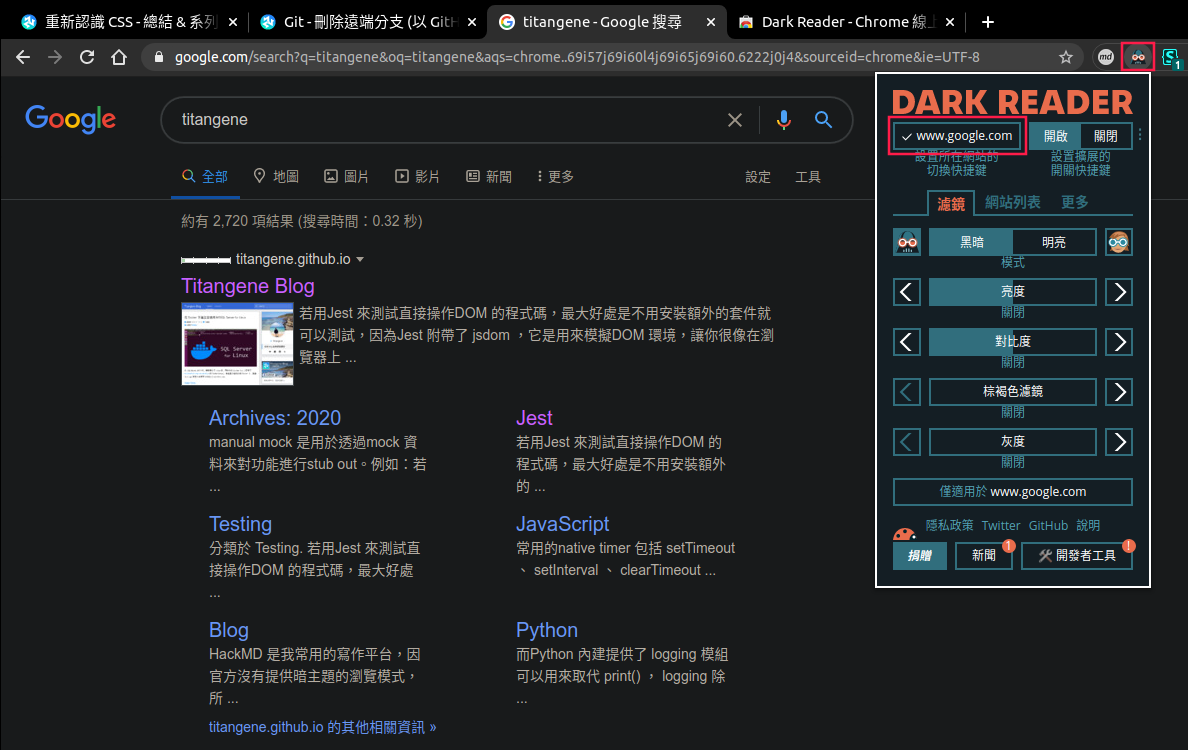 重新認識 CSS - 總結 & 系列
Git - 刪除遠端分支 (以 GitH
titangene - Google 搜尋
Dark Reader - Chrome 線上
google.com/search?q=titangene&oq=titangene&aqs=chrome..69i57j69i60l4j69i65j69i60.6222j0j4&sourceid=chrome&ie=UTF-8
md
S
1
Google
titangene
全部
地圖
圖片
影片
新聞
更多
設定
工具
約有 2,720 項結果 (搜尋時間：0.32 秒)
titangene.github.io
Titangene Blog
SQL Server
for Linux
若用Jest 來測試直接操作DOM 的程式碼，最大好處是不用安裝額外的套件就
可以測試，因為Jest 附帶了 jsdom ，它是用來模擬DOM 環境，讓你很像在瀏
覽器上 ...
Archives: 2020
manual mock 是用於透過mock 資
料來對功能進行stub out。例如：若
...
Jest
若用Jest 來測試直接操作DOM 的
程式碼，最大好處是不用安裝額外
的 ...
Testing
分類於 Testing. 若用Jest 來測試直
接操作DOM 的程式碼，最大好處
...
JavaScript
常用的native timer 包括 setTimeout
、 setInterval 、 clearTimeout ...
Blog
HackMD 是我常用的寫作平台，因
官方沒有提供暗主題的瀏覽模式，
所 ...
Python
而Python 內建提供了 logging 模組
可以用來取代 print() ， logging 除
...
titangene.github.io 的其他相關資訊 »
DARK READER
www.google.com
開啟
關閉
設置所在網站的
切換快捷鍵
設置擴展的
開關快捷鍵
濾鏡
網站列表
更多
黑暗
明亮
模式
亮度
關閉
對比度
關閉
棕褐色濾鏡
關閉
灰度
關閉
僅適用於 www.google.com
隱私政策 Twitter GitHub 說明
捐贈
新聞
1
開發者工具
!